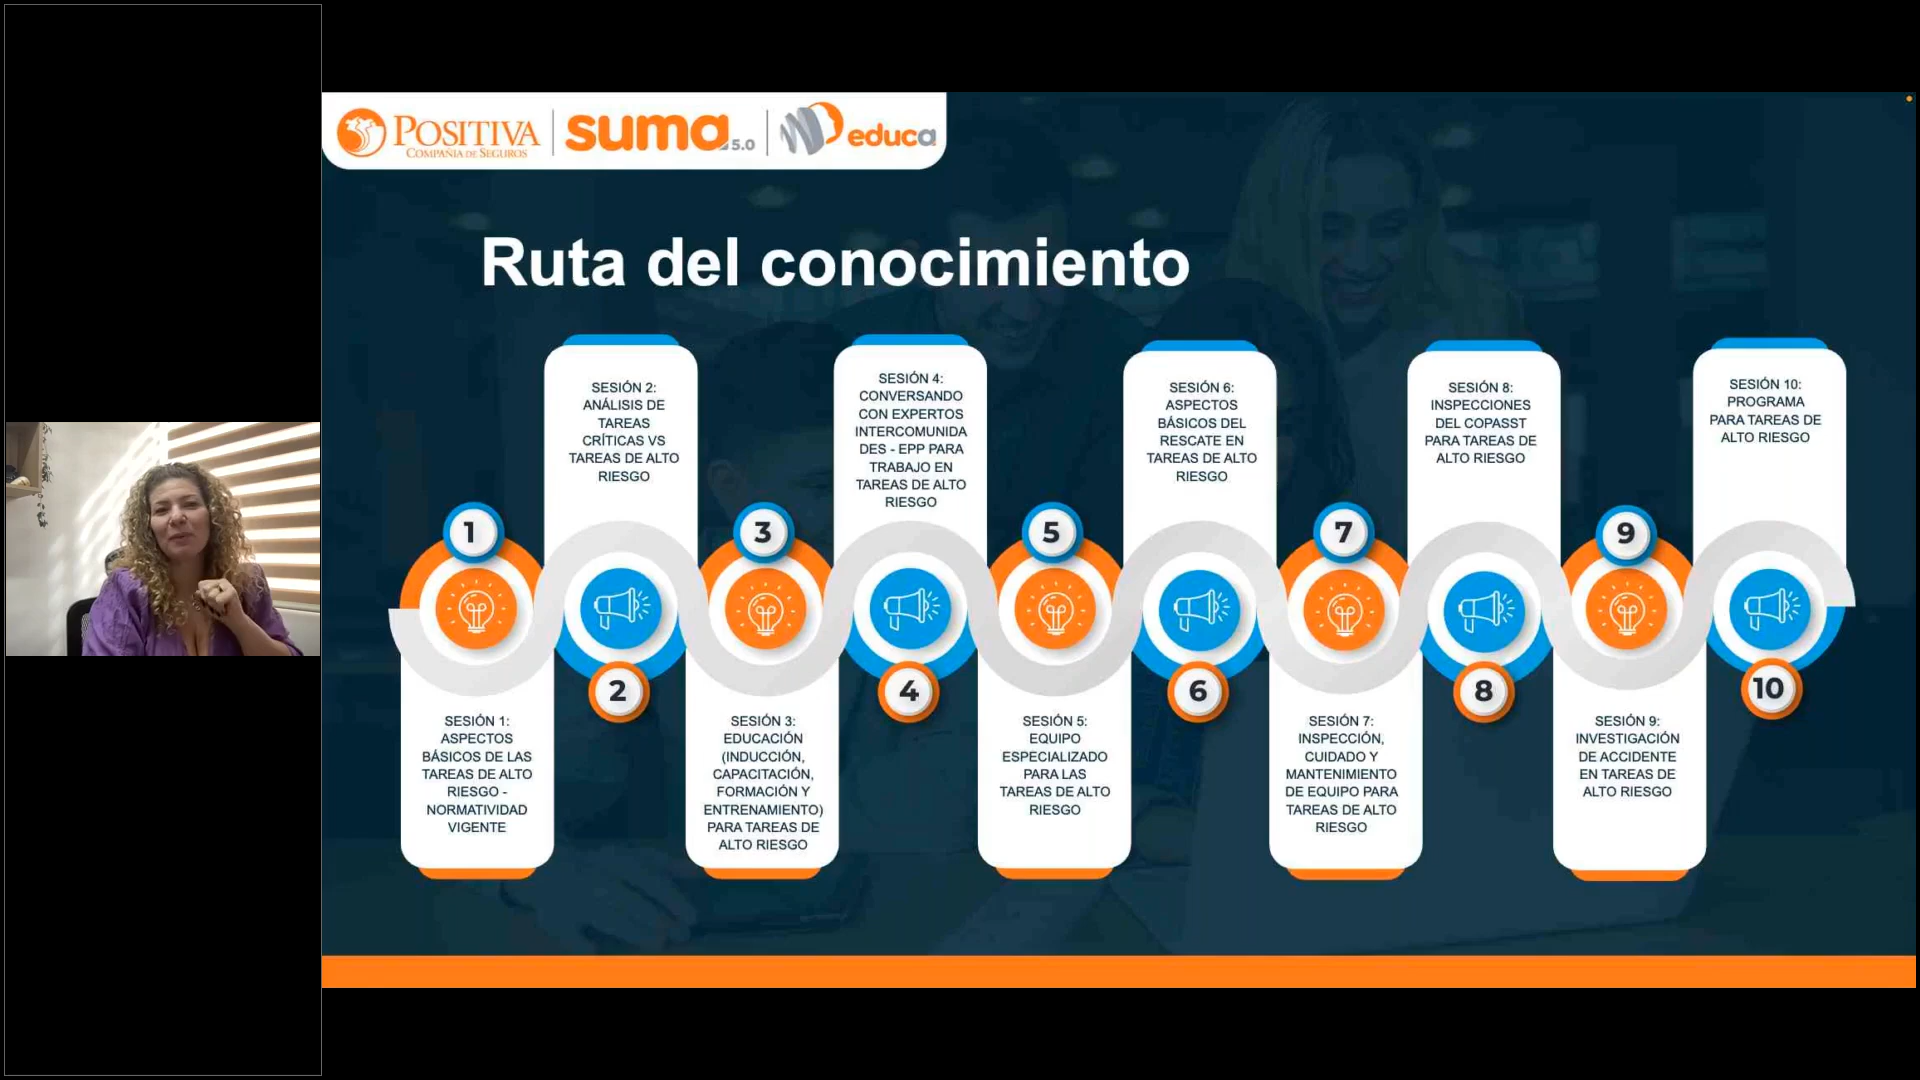 POSITIVA
COMPAÑIA DE SEGUROS
suma 5.0
educa
Ruta del conocimiento
1
SESIÓN 1:
ASPECTOS
BÁSICOS DE LAS
TAREAS DE ALTO
RIESGO -
NORMATIVIDAD
VIGENTE
SESIÓN 2:
ANÁLISIS DE
TAREAS
CRÍTICAS VS
TAREAS DE ALTO
RIESGO
2
3
SESIÓN 3:
EDUCACIÓN
(INDUCCIÓN,
CAPACITACIÓN,
FORMACIÓN Y
ENTRENAMIENTO)
PARA TAREAS DE
ALTO RIESGO
SESIÓN 4:
CONVERSANDO
CON EXPERTOS
INTERCOMUNIDA
DES - EPP PARA
TRABAJO EN
TAREAS DE ALTO
RIESGO
4
5
SESIÓN 5:
EQUIPO
ESPECIALIZADO
PARA LAS
TAREAS DE ALTO
RIESGO
SESIÓN 6:
ASPECTOS
BÁSICOS DEL
RESCATE EN
TAREAS DE ALTO
RIESGO
6
7
SESIÓN 7:
INSPECCIÓN,
CUIDADO Y
MANTENIMIENTO
DE EQUIPO PARA
TAREAS DE ALTO
RIESGO
SESIÓN 8:
INSPECCIONES
DEL COPASST
PARA TAREAS DE
ALTO RIESGO
8
9
SESIÓN 9:
INVESTIGACIÓN
DE ACCIDENTE
EN TAREAS DE
ALTO RIESGO
SESIÓN 10:
PROGRAMA
PARA TAREAS DE
ALTO RIESGO
10